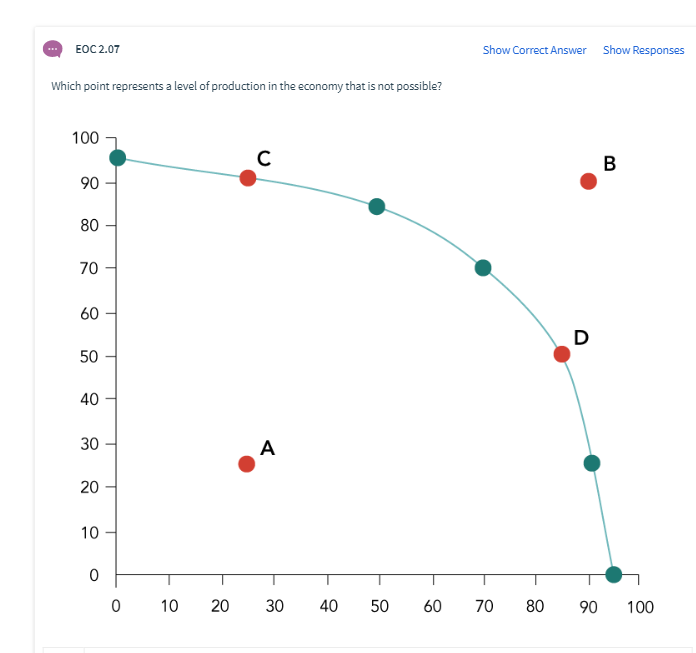 EOC 2.07
Show Correct Answer Show Responses
Which point represents a level of production in the economy that is not possible?
100
C
B
90
80
70
60
D
50
40
30
A
20
10
0
0 10 20 30 40 50 60 70 80 90 100